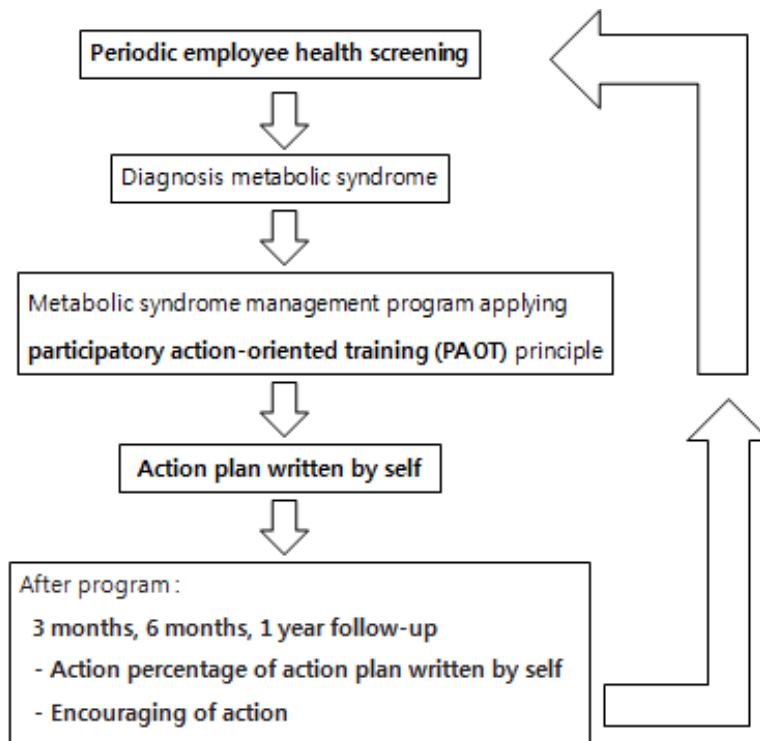 Periodic employee health screening
Diagnosis metabolic syndrome
Metabolic syndrome management program applying
participatory action-oriented training (PAOT) principle
Action plan written by self
After program :
3 months, 6 months, 1 year follow-up
- Action percentage of action plan written by self
- Encouraging of action